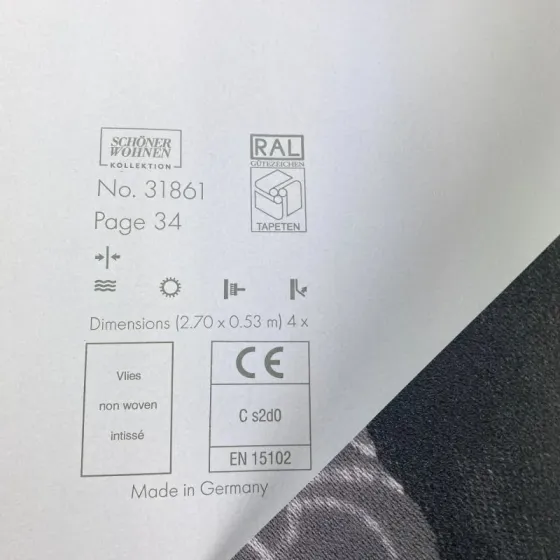 SCHÖNER
WOHNEN
KOLLEKTION
No. 31861
Page 34
RAL
GÜTEZEICHEN
TAPETEN
Dimensions (2.70 x 0.53 m) 4 x
Vlies
non woven
intissé
CE
C s2d0
EN 15102
Made in Germany